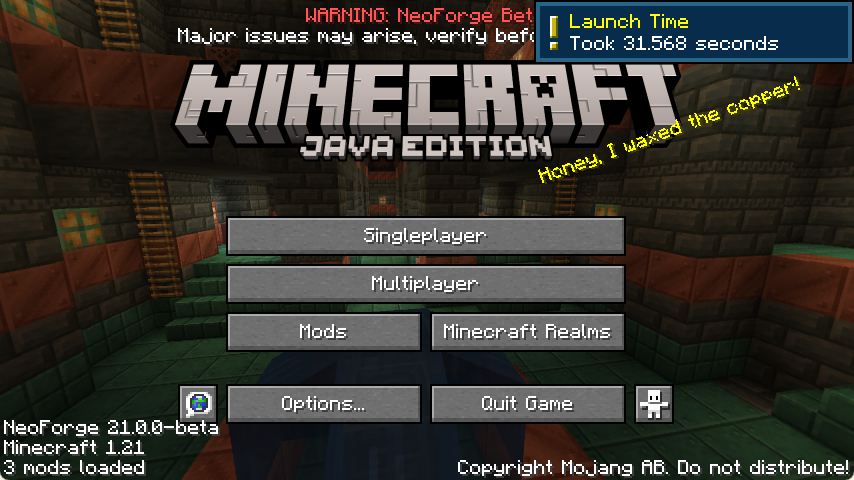 WARNING: NeoForge Bet
Major issues may arise, verify befo
Launch Time
Took 31.568 seconds
MINECRAFT
JAVA EDITION
Honey, I waxed the copper!
Singleplayer
Multiplayer
Mods
Minecraft Realms
Options...
Quit Game
NeoForge 21.0.0-beta
Minecraft 1.21
3 mods loaded
Copyright Mojang AB. Do not distribute!